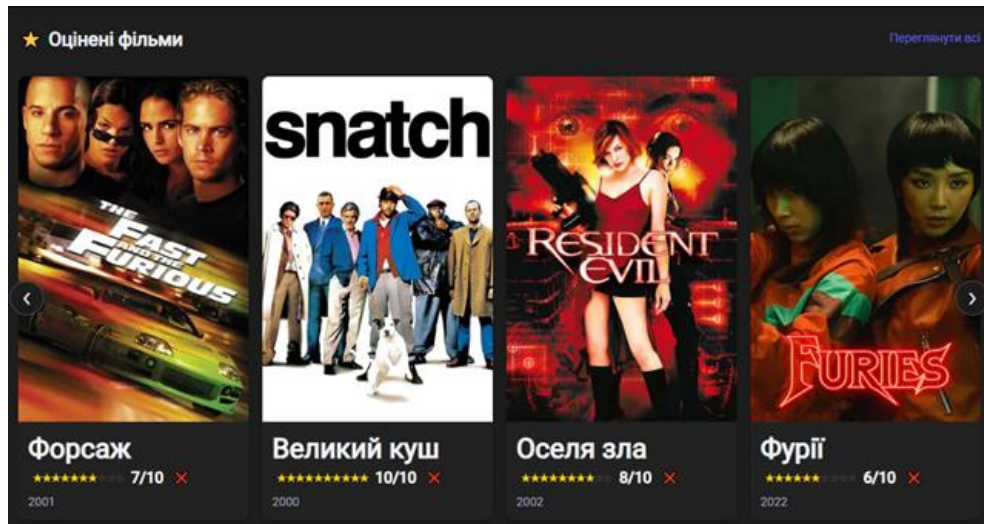 ★ Оцінені фільми
Переглянути всі
THE
FAST
AND THE
FURIOUS
snatch
RESIDENT
EVIL
FURIES
Форсаж
7/10
2001
Великий куш
10/10
2000
Оселя зла
8/10
2002
Фурії
6/10
2022